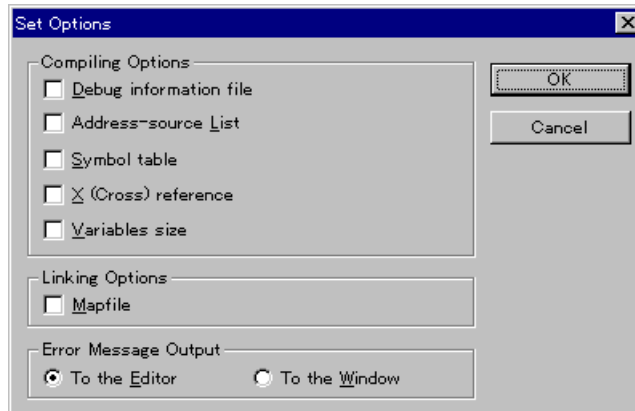 Set Options
Compiling Options
Debug information file
OK
Address-source List
Cancel
Symbol table
X (Cross) reference
Variables size
Linking Options
Mapfile
Error Message Output
To the Editor
To the Window